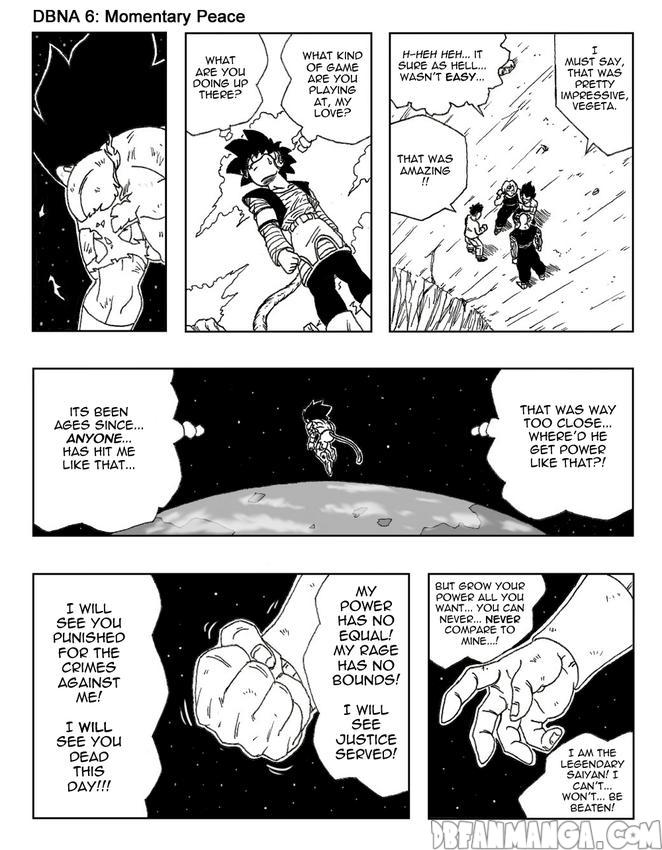 DBNA 6: Momentary Peace
WHAT
ARE YOU
DOING UP
THERE?
WHAT KIND
OF GAME
ARE YOU
PLAYING
AT, MY
LOVE?
H-HEH HEH... IT
SURE AS HELL...
WASN'T EASY...
I
MUST SAY,
THAT WAS
PRETTY
IMPRESSIVE,
VEGETA.
THAT WAS
AMAZING
!!
ITS BEEN
AGES SINCE...
ANYONE...
HAS HIT ME
LIKE THAT...
THAT WAS WAY
TOO CLOSE...
WHERE'D HE
GET POWER
LIKE THAT?!
I WILL
SEE YOU
PUNISHED
FOR THE
CRIMES
AGAINST
ME!
I WILL
SEE YOU
DEAD
THIS
DAY!!!
MY
POWER
HAS NO
EQUAL!
MY RAGE
HAS NO
BOUNDS!
I WILL
SEE
JUSTICE
SERVED!
BUT GROW YOUR
POWER ALL YOU
WANT... YOU CAN
NEVER... NEVER
COMPARE TO
MINE...!
I AM THE
LEGENDARY
SAIYAN! I
CAN'T...
WON'T... BE
BEATEN!
DBFANMANGA.COM